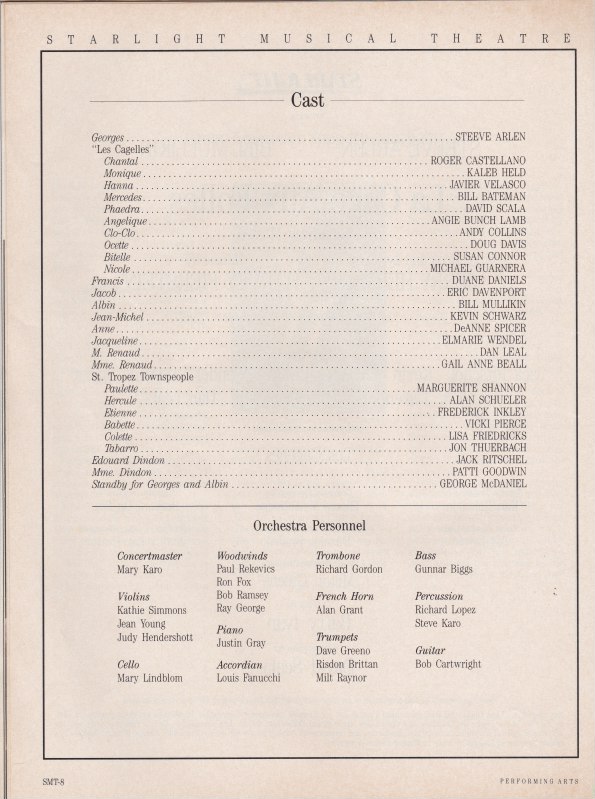 STARLIGHT MUSICAL THEATRE
Cast
Georges . . . . . STEEVE ARLEN
"Les Cagelles"
Chantal . . . . . ROGER CASTELLANO
Monique . . . . . KALEB HELD
Hanna . . . . . JAVIER VELASCO
Mercedes . . . . . BILL BATEMAN
Phaedra . . . . . DAVID SCALA
Angelique . . . . . ANGIE BUNCH LAMB
Clo-Clo . . . . . ANDY COLLINS
Ocette . . . . . DOUG DAVIS
Bitelle . . . . . SUSAN CONNOR
Nicole . . . . . MICHAEL GUARNERA
Francis . . . . . DUANE DANIELS
Jacob . . . . . ERIC DAVENPORT
Albin . . . . . BILL MULLIKIN
Jean-Michel . . . . . KEVIN SCHWARZ
Anne . . . . . DeANNE SPICER
Jacqueline . . . . . ELMARIE WENDEL
M. Renaud . . . . . DAN LEAL
Mme. Renaud . . . . . GAIL ANNE BEALL
St. Tropez Townspeople
Paulette . . . . . MARGUERITE SHANNON
Hercule . . . . . ALAN SCHUELER
Etienne . . . . . FREDERICK INKLEY
Babette . . . . . VICKI PIERCE
Colette . . . . . LISA FRIEDRICKS
Tabarro . . . . . JON THUERBACH
Edouard Dindon . . . . . JACK RITSCHEL
Mme. Dindon . . . . . PATTI GOODWIN
Standby for Georges and Albin . . . . . GEORGE McDANIEL
Orchestra Personnel
Concertmaster
Mary Karo
Violins
Kathie Simmons
Jean Young
Judy Hendershott
Cello
Mary Lindblom
Woodwinds
Paul Rekevics
Ron Fox
Bob Ramsey
Ray George
Piano
Justin Gray
Accordian
Louis Fanucchi
Trombone
Richard Gordon
French Horn
Alan Grant
Trumpets
Dave Greeno
Risdon Brittan
Milt Raynor
Bass
Gunnar Biggs
Percussion
Richard Lopez
Steve Karo
Guitar
Bob Cartwright
SMT-8
PERFORMING ARTS